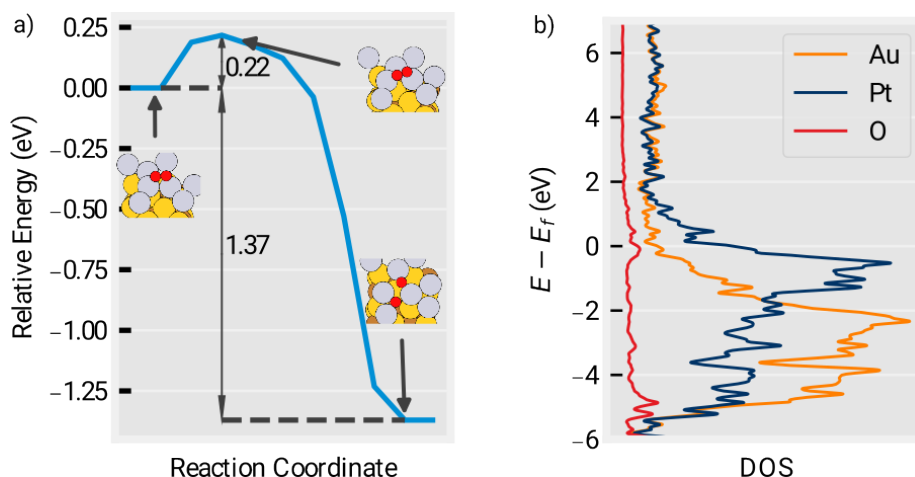 a)
Relative Energy (eV)
0.25
0.00
−0.25
−0.50
−0.75
−1.00
−1.25
0.22
1.37
Reaction Coordinate
b)
E − E_f (eV)
6
4
2
0
−2
−4
−6
Au
Pt
O
DOS